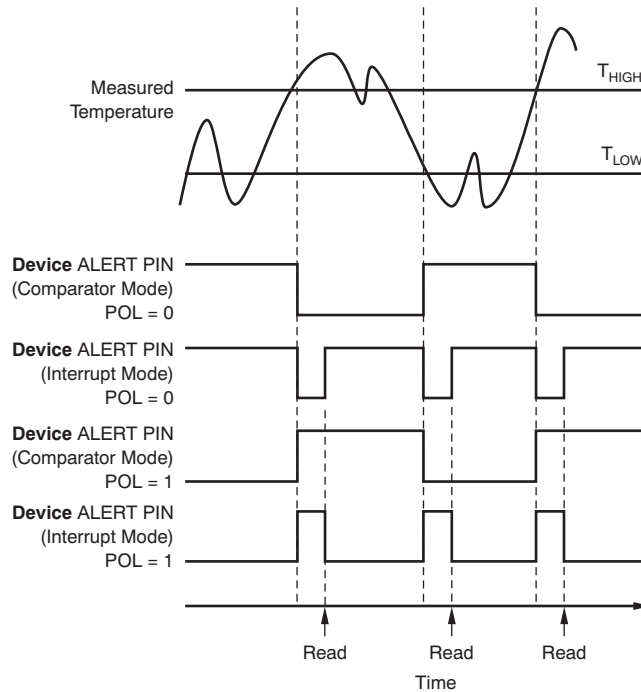 Measured
Temperature
THIGH
TLOW
Device ALERT PIN
(Comparator Mode)
POL = 0
Device ALERT PIN
(Interrupt Mode)
POL = 0
Device ALERT PIN
(Comparator Mode)
POL = 1
Device ALERT PIN
(Interrupt Mode)
POL = 1
Read Read Read
Time